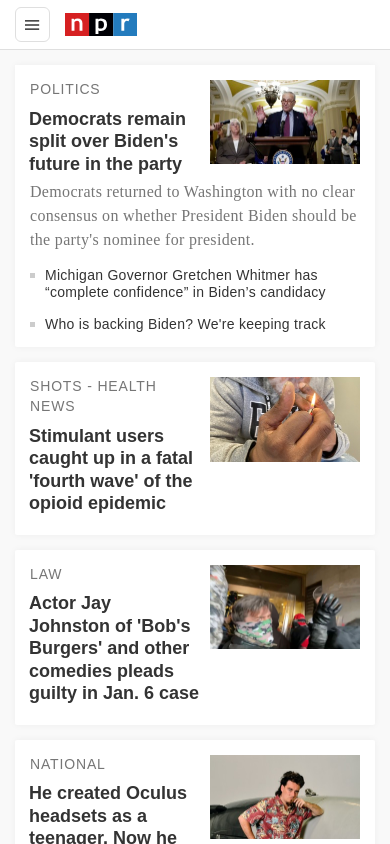 npr
POLITICS
Democrats remain
split over Biden's
future in the party
Democrats returned to Washington with no clear
consensus on whether President Biden should be
the party's nominee for president.
Michigan Governor Gretchen Whitmer has
“complete confidence” in Biden’s candidacy
Who is backing Biden? We're keeping track
SHOTS - HEALTH
NEWS
Stimulant users
caught up in a fatal
'fourth wave' of the
opioid epidemic
LAW
Actor Jay
Johnston of 'Bob's
Burgers' and other
comedies pleads
guilty in Jan. 6 case
NATIONAL
He created Oculus
headsets as a
teenager. Now he